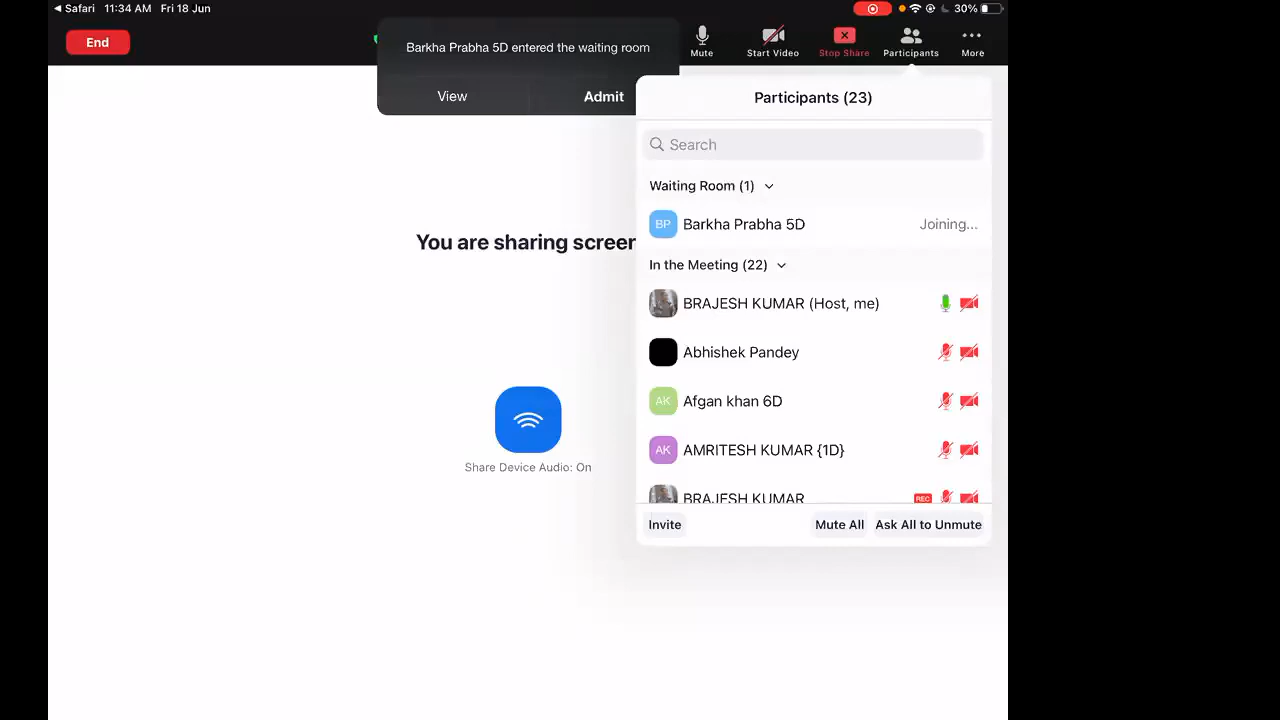 Safari 11:34 AM Fri 18 Jun 30%
End
Barkha Prabha 5D entered the waiting room
View Admit
Mute Start Video Stop Share Participants More
Participants (23)
Search
Waiting Room (1)
BP Barkha Prabha 5D Joining...
In the Meeting (22)
BRAJESH KUMAR (Host, me)
Abhishek Pandey
AK Afgan khan 6D
AK AMRITESH KUMAR {1D}
BRAJESH KUMAR REC
Invite Mute All Ask All to Unmute
You are sharing screen
Share Device Audio: On